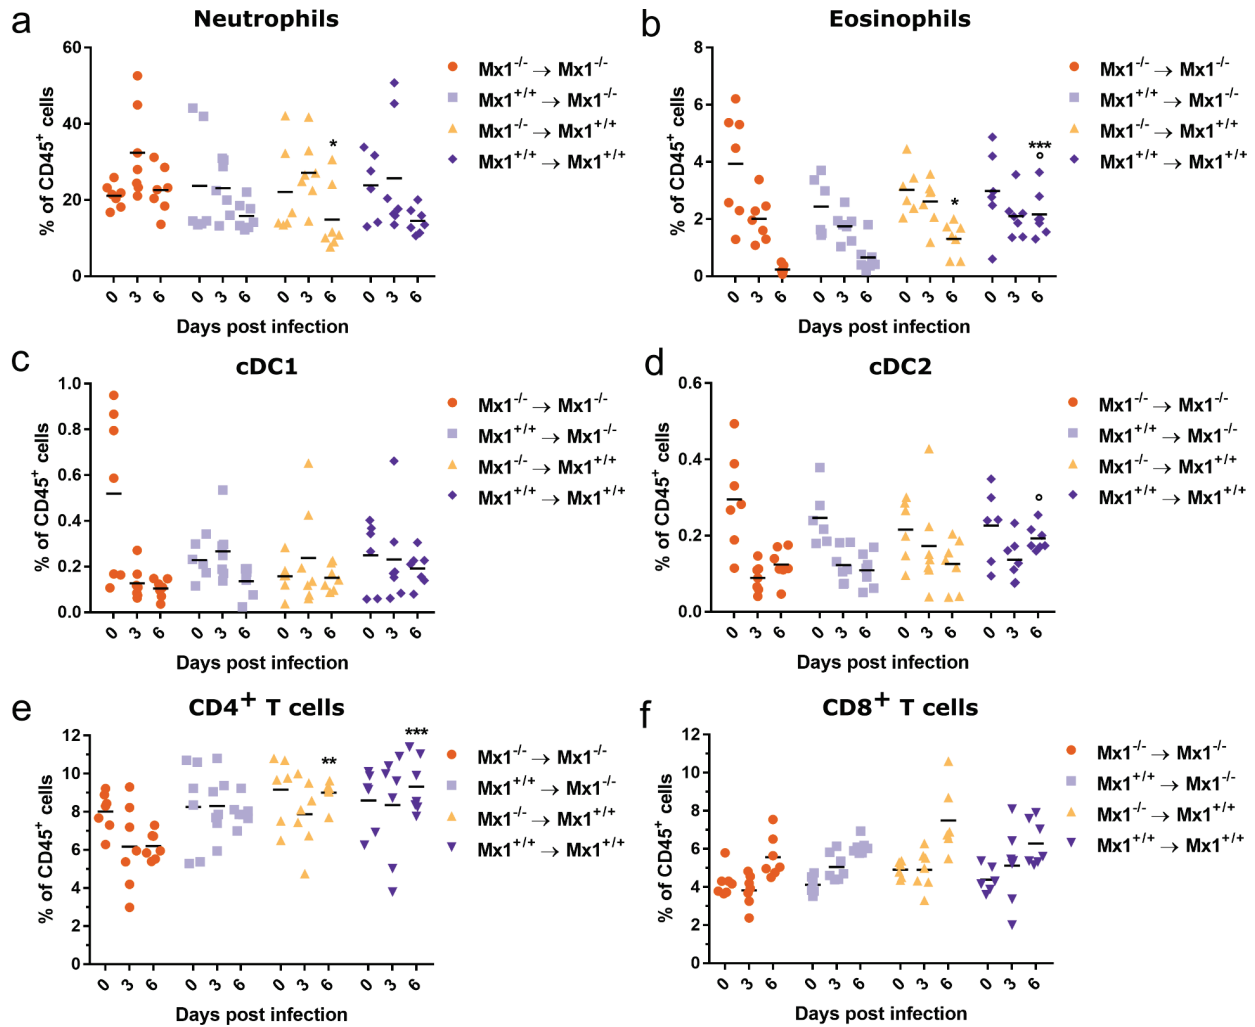 a
Neutrophils
% of CD45+ cells
60
40
20
0
*
0 3 6 0 3 6 0 3 6 0 3 6
Days post infection
Mx1-/- → Mx1-/-
Mx1+/+ → Mx1-/-
Mx1-/- → Mx1+/+
Mx1+/+ → Mx1+/+
b
Eosinophils
% of CD45+ cells
8
6
4
2
0
*
***
°
0 3 6 0 3 6 0 3 6 0 3 6
Days post infection
Mx1-/- → Mx1-/-
Mx1+/+ → Mx1-/-
Mx1-/- → Mx1+/+
Mx1+/+ → Mx1+/+
c
cDC1
% of CD45+ cells
1.0
0.8
0.6
0.4
0.2
0.0
0 3 6 0 3 6 0 3 6 0 3 6
Days post infection
Mx1-/- → Mx1-/-
Mx1+/+ → Mx1-/-
Mx1-/- → Mx1+/+
Mx1+/+ → Mx1+/+
d
cDC2
% of CD45+ cells
0.6
0.4
0.2
0.0
°
0 3 6 0 3 6 0 3 6 0 3 6
Days post infection
Mx1-/- → Mx1-/-
Mx1+/+ → Mx1-/-
Mx1-/- → Mx1+/+
Mx1+/+ → Mx1+/+
e
CD4+ T cells
% of CD45+ cells
12
10
8
6
4
2
0
**
***
0 3 6 0 3 6 0 3 6 0 3 6
Days post infection
Mx1-/- → Mx1-/-
Mx1+/+ → Mx1-/-
Mx1-/- → Mx1+/+
Mx1+/+ → Mx1+/+
f
CD8+ T cells
% of CD45+ cells
12
10
8
6
4
2
0
0 3 6 0 3 6 0 3 6 0 3 6
Days post infection
Mx1-/- → Mx1-/-
Mx1+/+ → Mx1-/-
Mx1-/- → Mx1+/+
Mx1+/+ → Mx1+/+